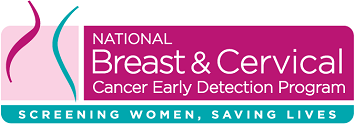 NATIONAL
Breast & Cervical
Cancer Early Detection Program
SCREENING WOMEN, SAVING LIVES